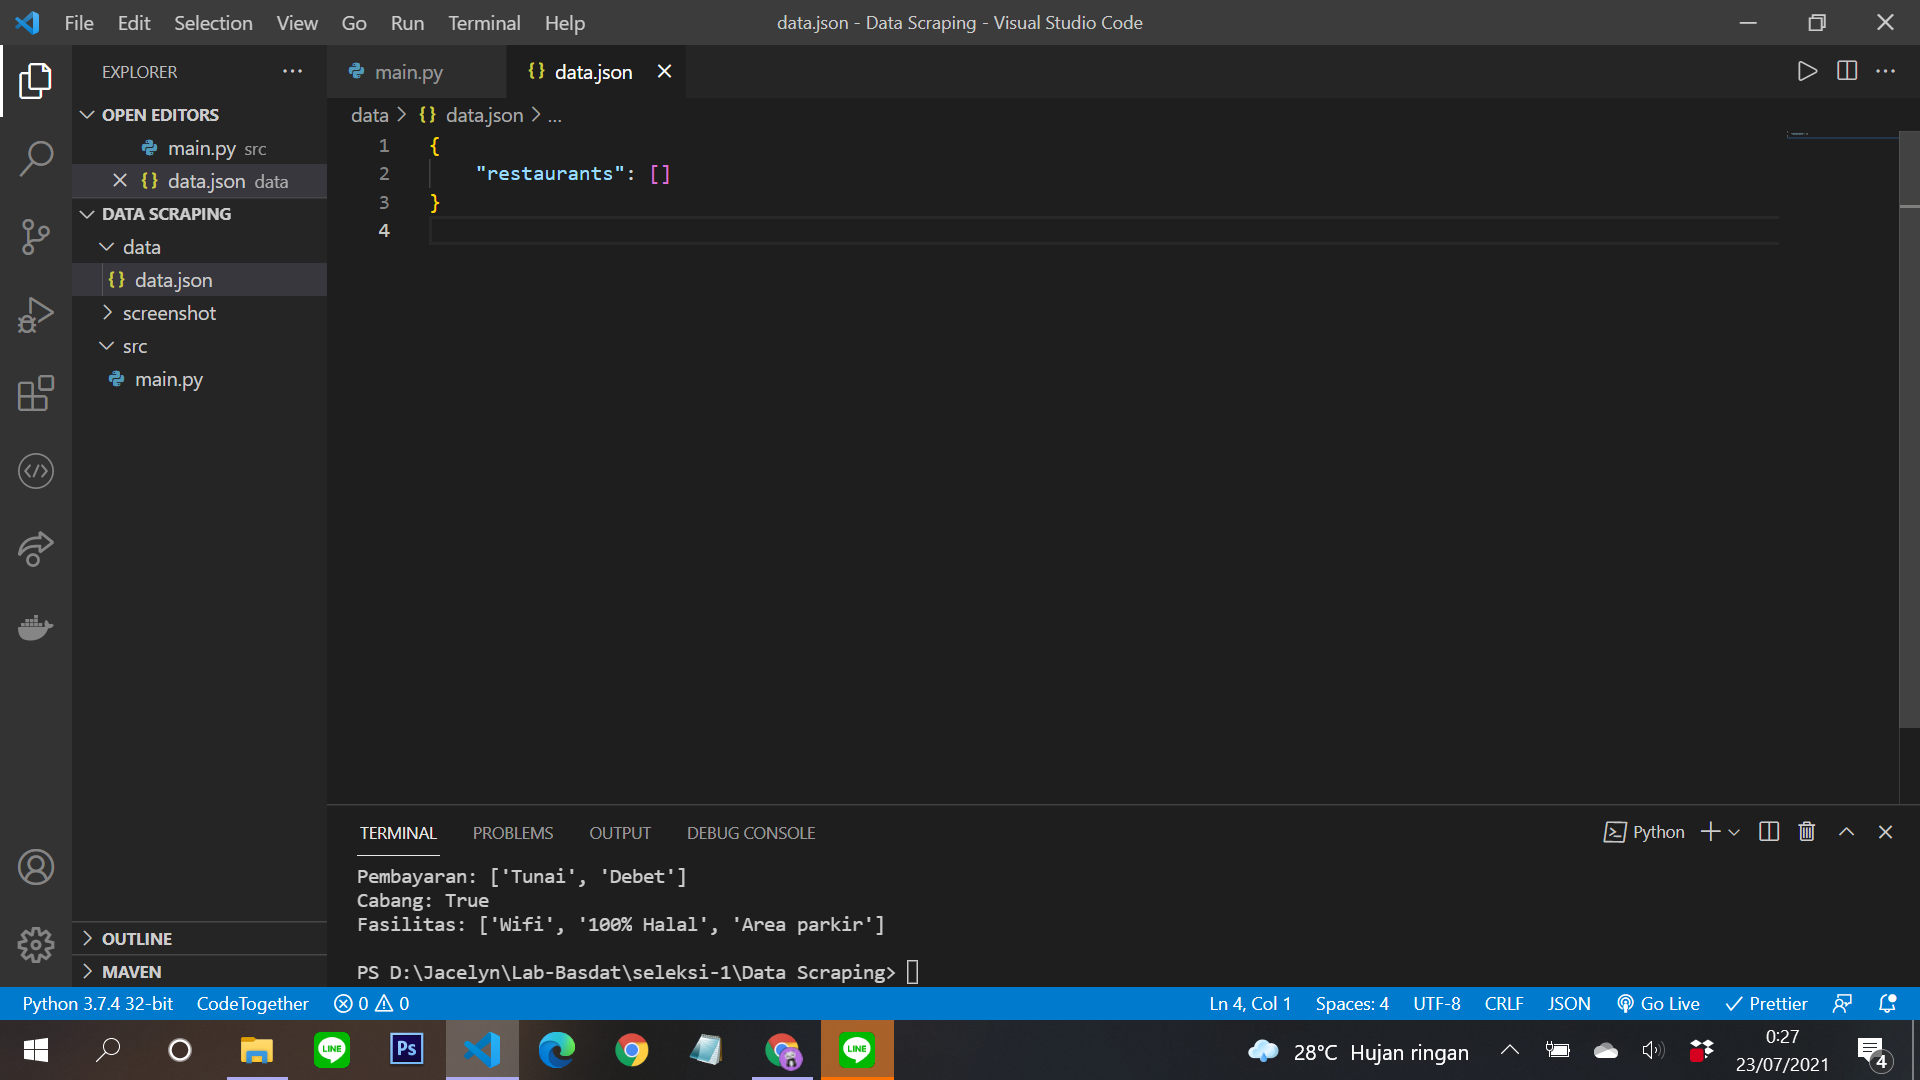 File Edit Selection View Go Run Terminal Help
data.json - Data Scraping - Visual Studio Code
EXPLORER
OPEN EDITORS
main.py src
data.json data
DATA SCRAPING
data
data.json
screenshot
src
main.py
OUTLINE
MAVEN
main.py
data.json
data > {} data.json > ...
1 {
2 "restaurants": []
3 }
4
TERMINAL PROBLEMS OUTPUT DEBUG CONSOLE
Python
Pembayaran: ['Tunai', 'Debet']
Cabang: True
Fasilitas: ['Wifi', '100% Halal', 'Area parkir']
PS D:\Jacelyn\Lab-Basdat\seleksi-1\Data Scraping>
Python 3.7.4 32-bit CodeTogether 0 0
Ln 4, Col 1 Spaces: 4 UTF-8 CRLF JSON Go Live Prettier
LINE
Ps
LINE
28°C Hujan ringan
0:27
23/07/2021
4